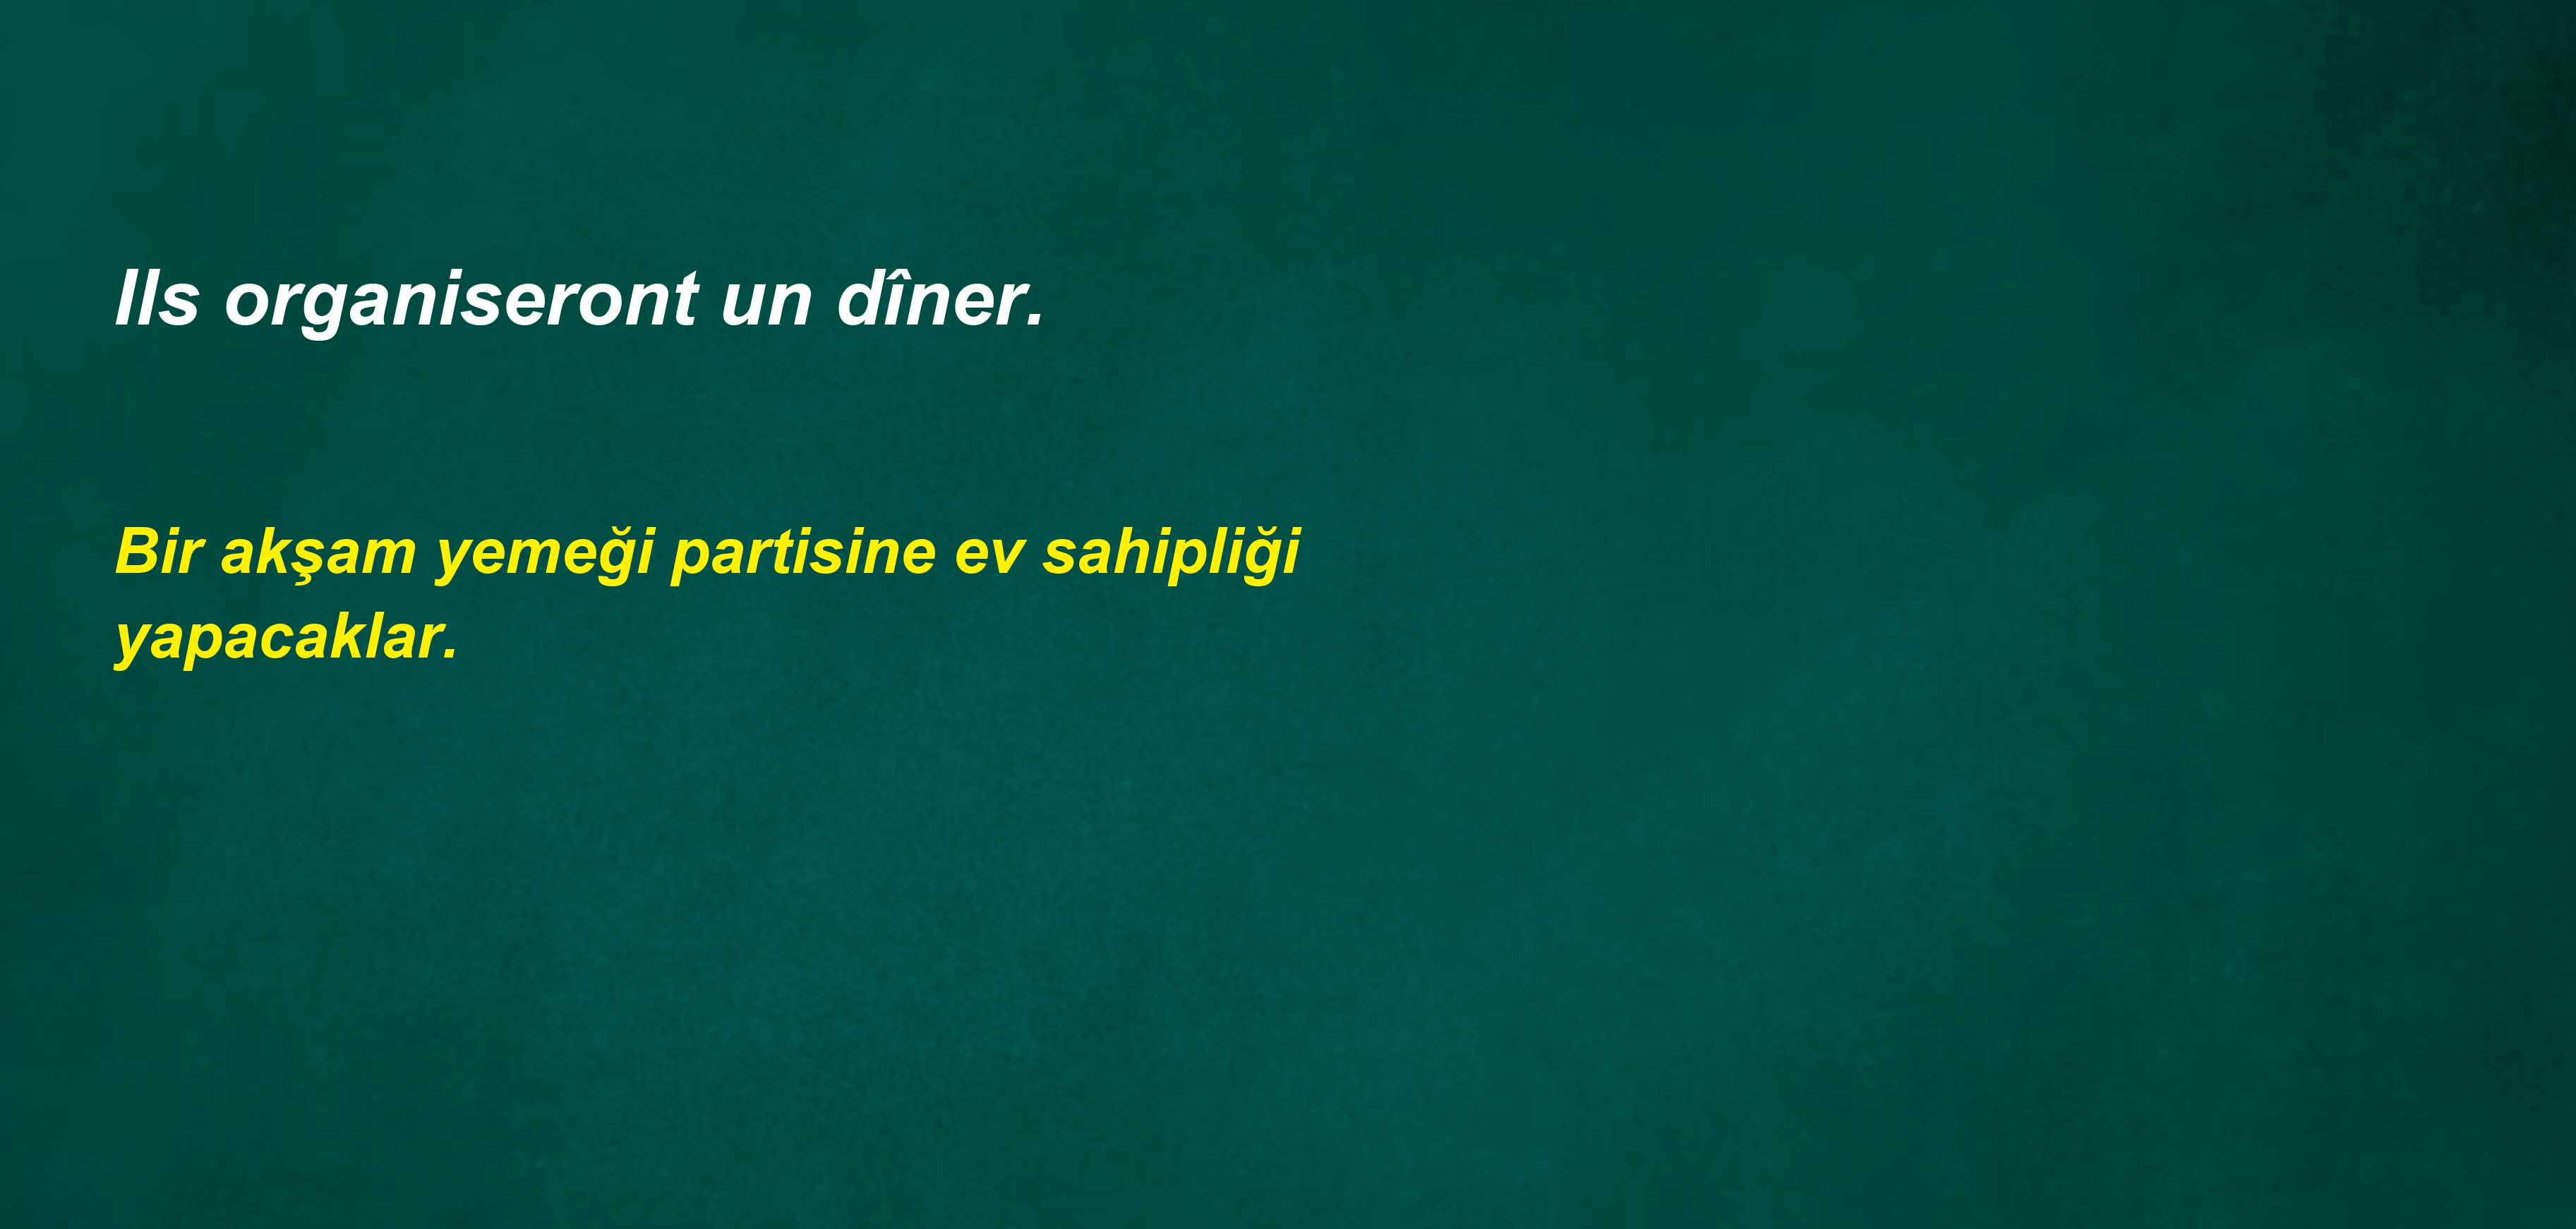 Ils organiseront un dîner.
Bir akşam yemeği partisine ev sahipliği
yapacaklar.